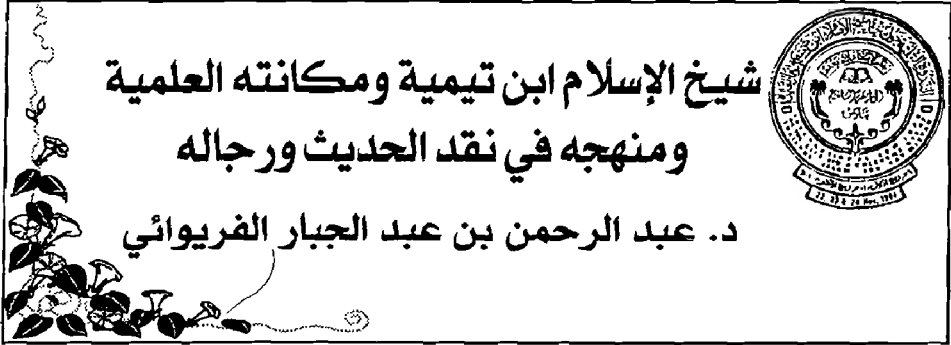 شيخ الإسلام ابن تيمية ومكانته العلمية
ومنهجه في نقد الحديث ورجاله
د. عبد الرحمن بن عبد الجبار الفريوائي